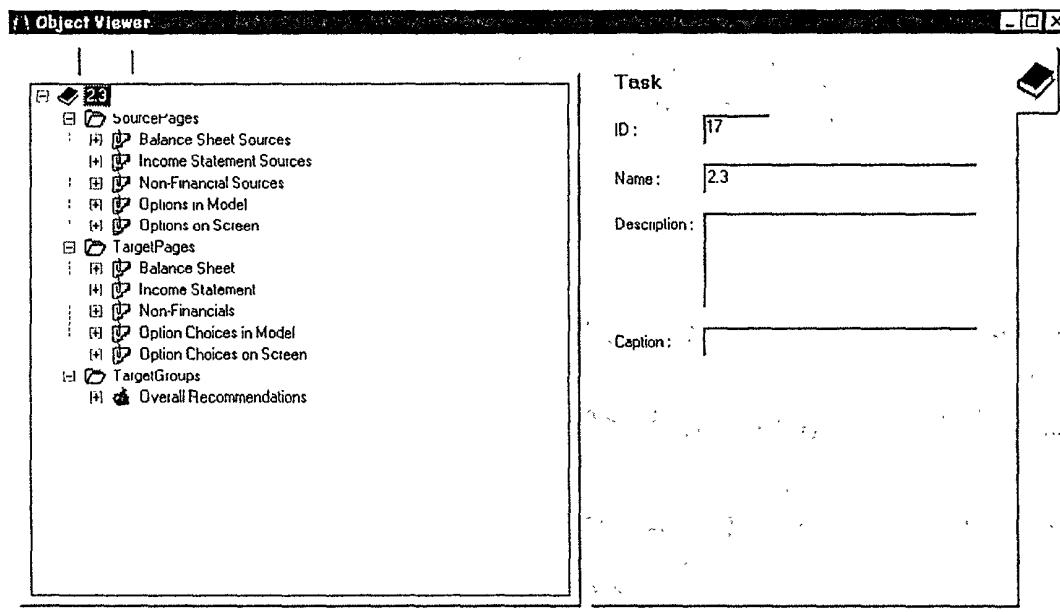 Object Viewer
2.3
SourcePages
Balance Sheet Sources
Income Statement Sources
Non-Financial Sources
Options in Model
Options on Screen
TargetPages
Balance Sheet
Income Statement
Non-Financials
Option Choices in Model
Option Choices on Screen
TargetGroups
Overall Recommendations
Task
ID :
17
Name :
2.3
Description :
Caption :